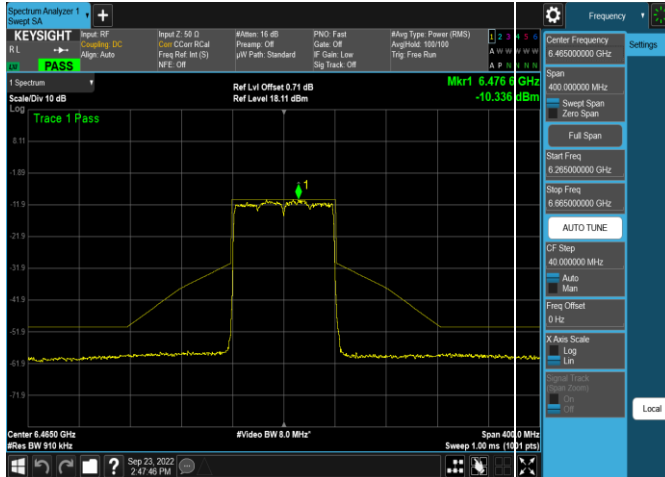 Spectrum Analyzer 1
Swept SA
KEYSIGHT
RL
PASS
Input: RF
Coupling: DC
Align: Auto
Input Z: 50 Ω
Corr CCorr RCal
Freq Ref: Int (S)
NFE: Off
#Atten: 16 dB
Preamp: Off
µW Path: Standard
PNO: Fast
Gate: Off
IF Gain: Low
Sig Track: Off
#Avg Type: Power (RMS)
Avg|Hold: 100/100
Trig: Free Run
1 2 3 4 5 6
A W W W W W
A P N N N N
1 Spectrum
Scale/Div 10 dB
Log
Ref Lvl Offset 0.71 dB
Ref Level 18.11 dBm
Mkr1 6.476 6 GHz
-10.336 dBm
Trace 1 Pass
8.11
-1.89
-11.9
-21.9
-31.9
-41.9
-51.9
-61.9
-71.9
1
Center 6.4650 GHz
#Res BW 910 kHz
#Video BW 8.0 MHz*
Span 400.0 MHz
Sweep 1.00 ms (1001 pts)
Sep 23, 2022
2:47:46 PM
Frequency
Settings
Center Frequency
6.465000000 GHz
Span
400.000000 MHz
Swept Span
Zero Span
Full Span
Start Freq
6.265000000 GHz
Stop Freq
6.665000000 GHz
AUTO TUNE
CF Step
40.000000 MHz
Auto
Man
Freq Offset
0 Hz
X Axis Scale
Log
Lin
Signal Track
(Span Zoom)
On
Off
Local